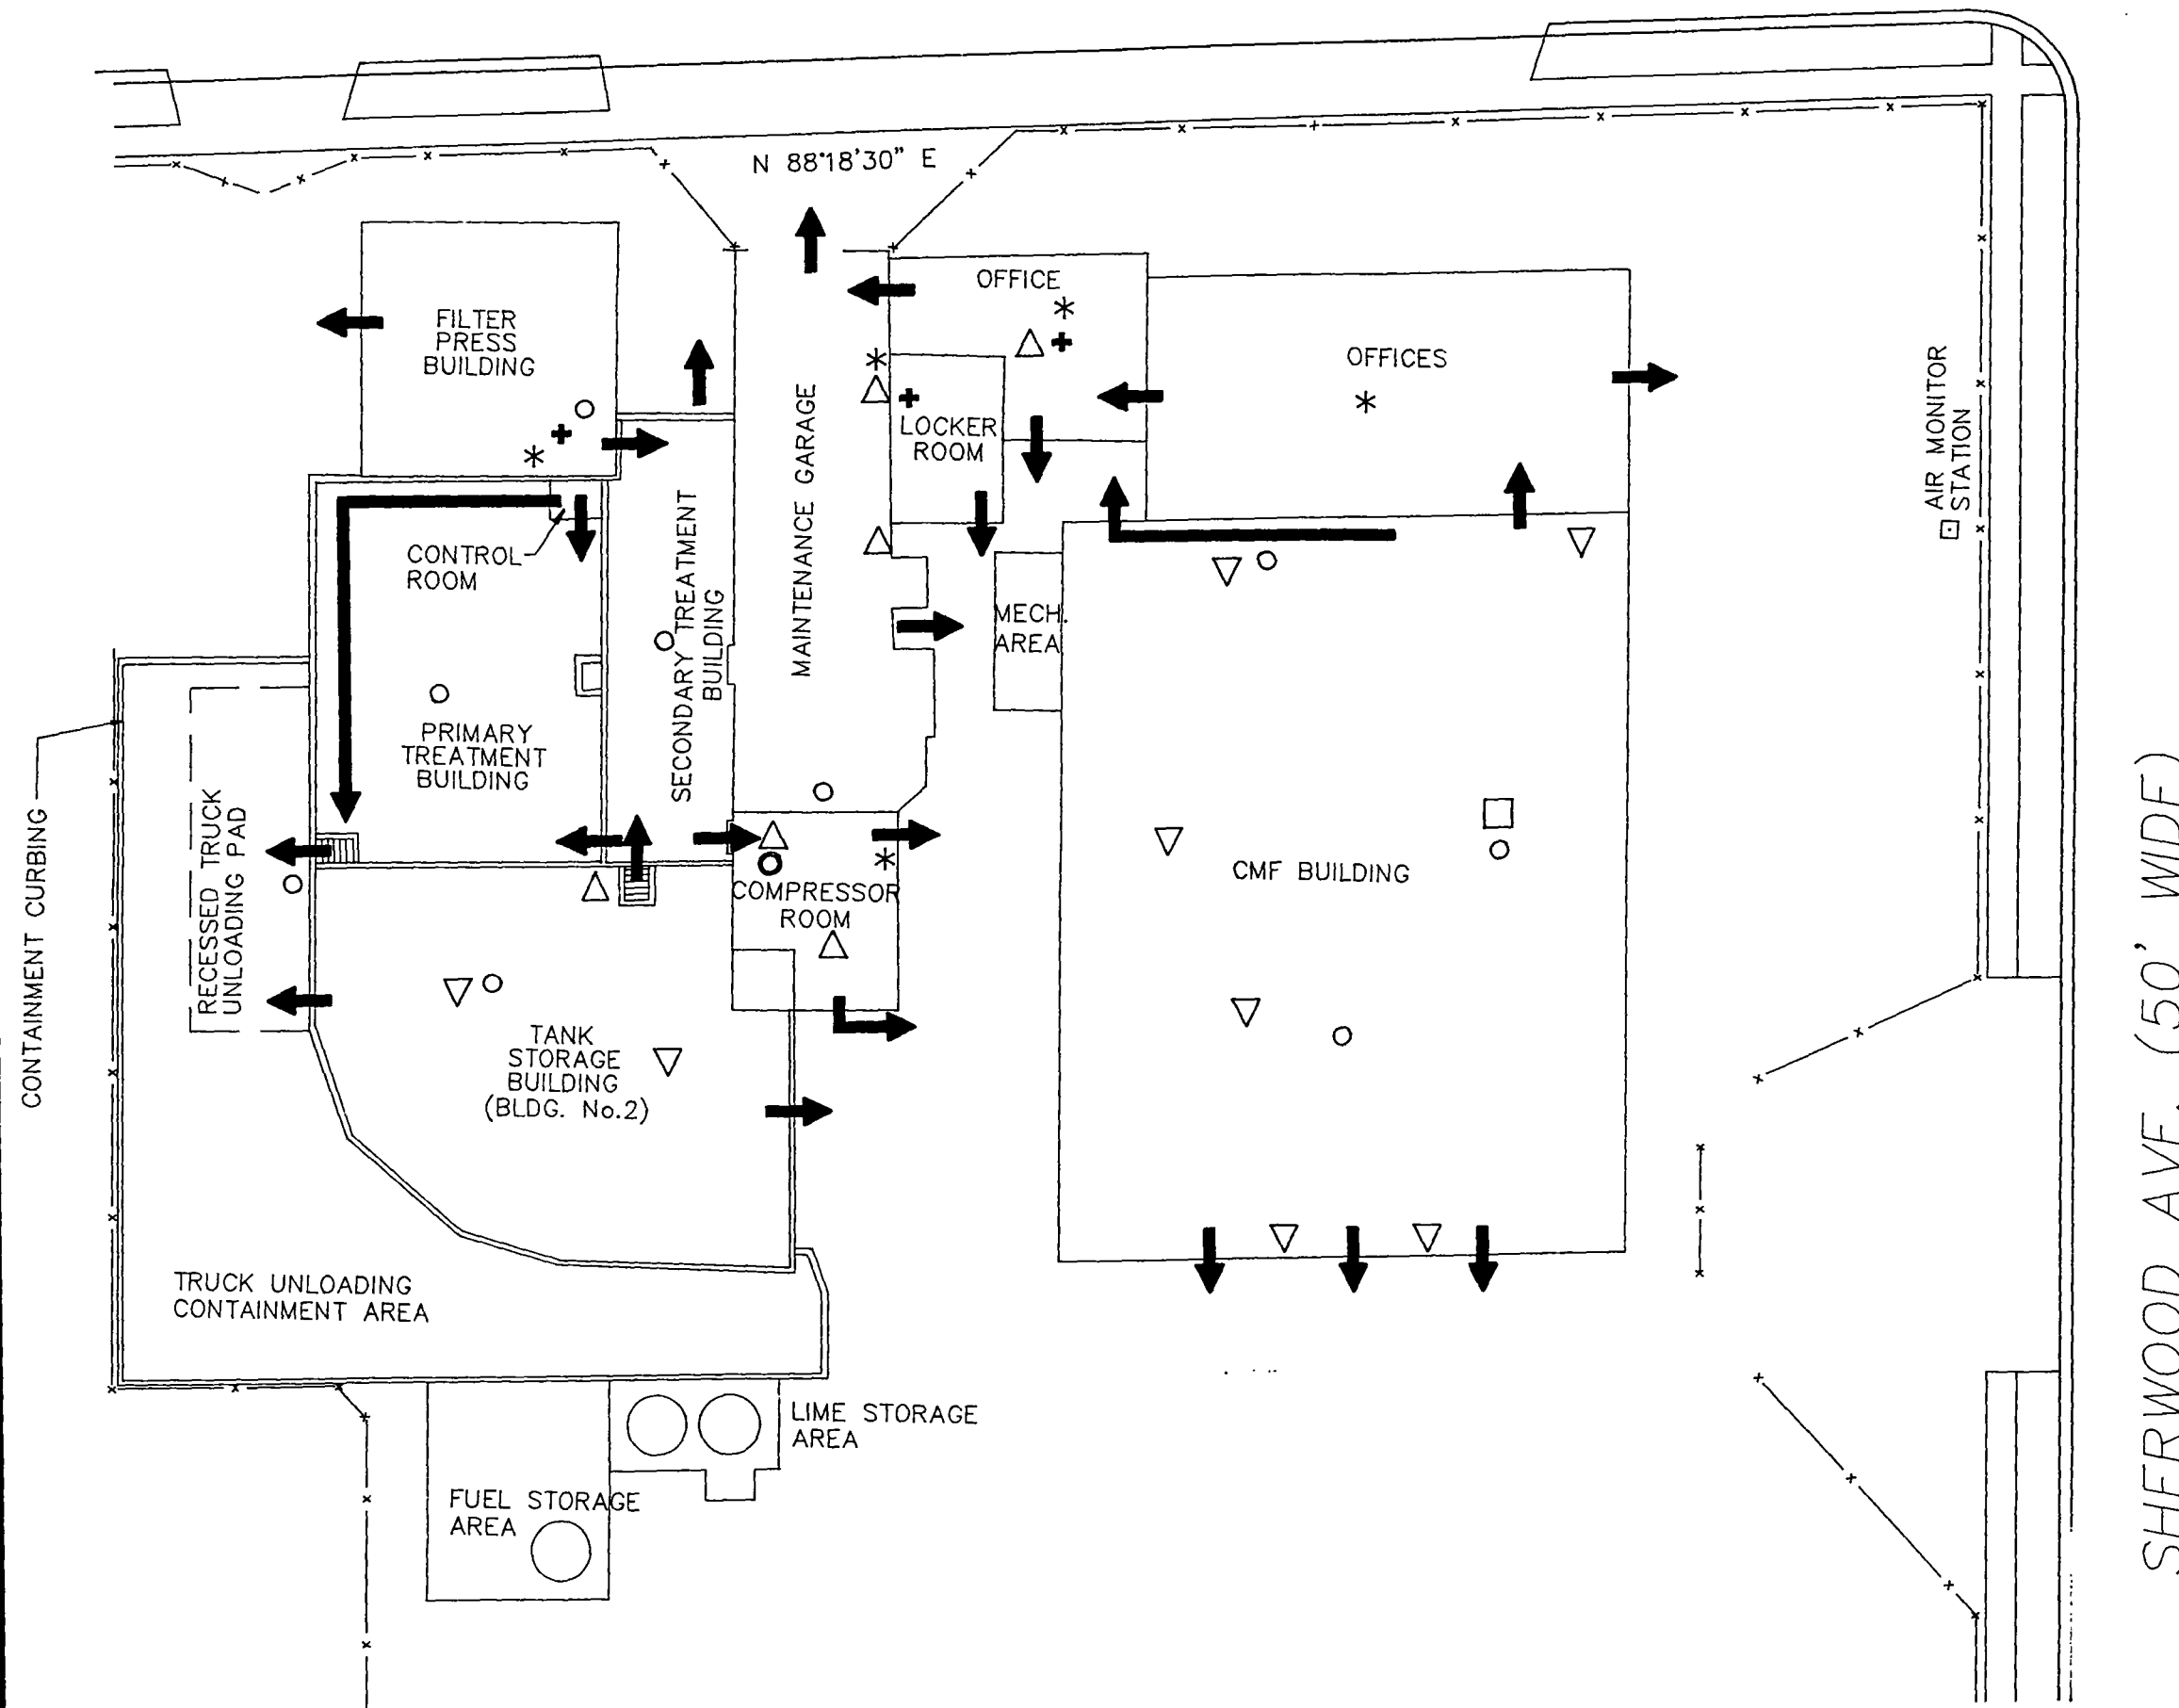 N 88°18'30" E
OFFICE
FILTER
PRESS
BUILDING
OFFICES
LOCKER
ROOM
MAINTENANCE GARAGE
AIR MONITOR
STATION
CONTROL
ROOM
SECONDARY TREATMENT
BUILDING
MECH.
AREA
PRIMARY
TREATMENT
BUILDING
CONTAINMENT CURBING
RECESSED TRUCK
UNLOADING PAD
COMPRESSOR
ROOM
CMF BUILDING
TANK
STORAGE
BUILDING
(BLDG. No.2)
SHERWOOD AVE. (50' WIDE)
TRUCK UNLOADING
CONTAINMENT AREA
LIME STORAGE
AREA
FUEL STORAGE
AREA